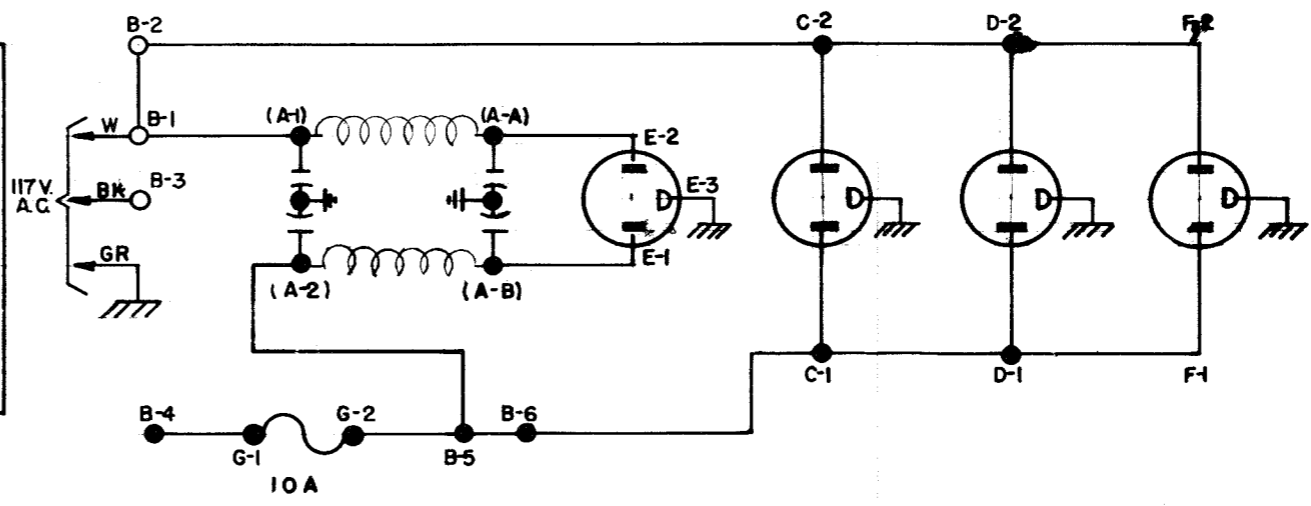 B-2
C-2
D-2
F-2
W
B-1
(A-1)
(A-A)
E-2
117V.
A.C.
BK
B-3
E-3
GR
(A-2)
(A-B)
E-1
C-1
D-1
F-1
B-4
G-2
B-6
G-1
B-5
10A